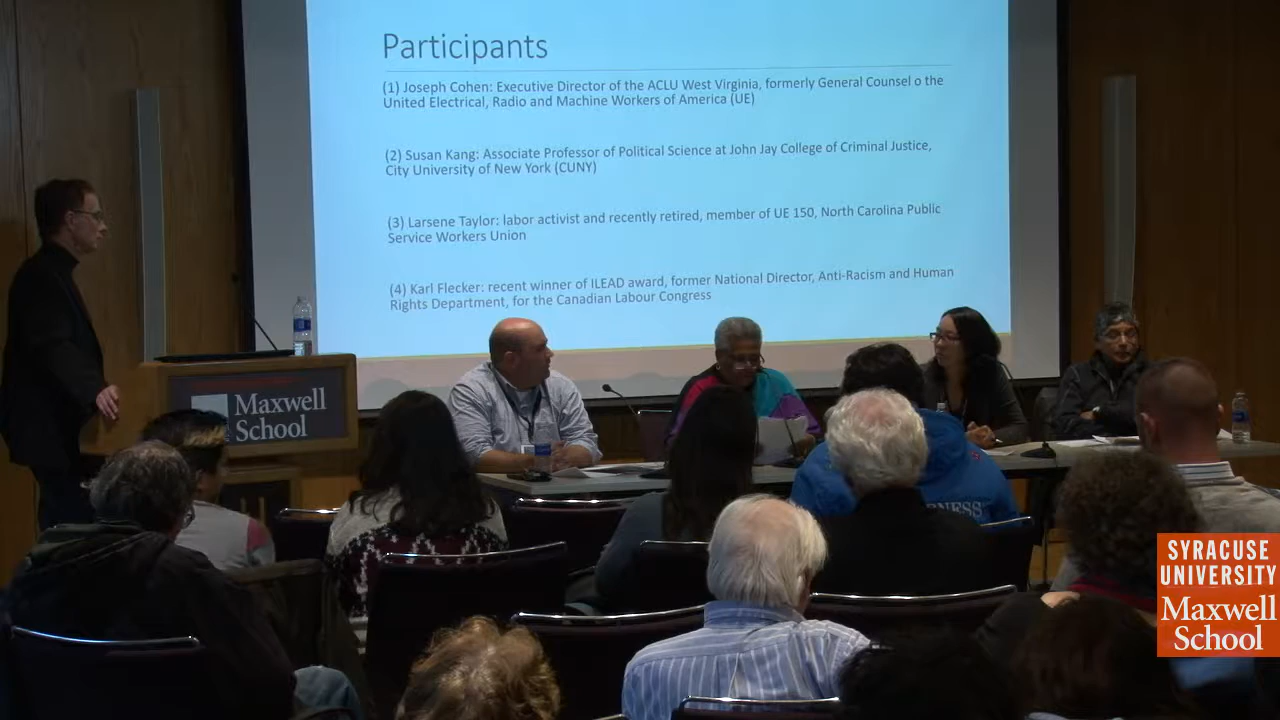 Participants
(1) Joseph Cohen: Executive Director of the ACLU West Virginia, formerly General Counsel o the
United Electrical, Radio and Machine Workers of America (UE)
(2) Susan Kang: Associate Professor of Political Science at John Jay College of Criminal Justice,
City University of New York (CUNY)
(3) Larsene Taylor: labor activist and recently retired, member of UE 150, North Carolina Public
Service Workers Union
(4) Karl Flecker: recent winner of ILEAD award, former National Director, Anti-Racism and Human
Rights Department, for the Canadian Labour Congress
Maxwell
School
SYRACUSE
UNIVERSITY
Maxwell
School